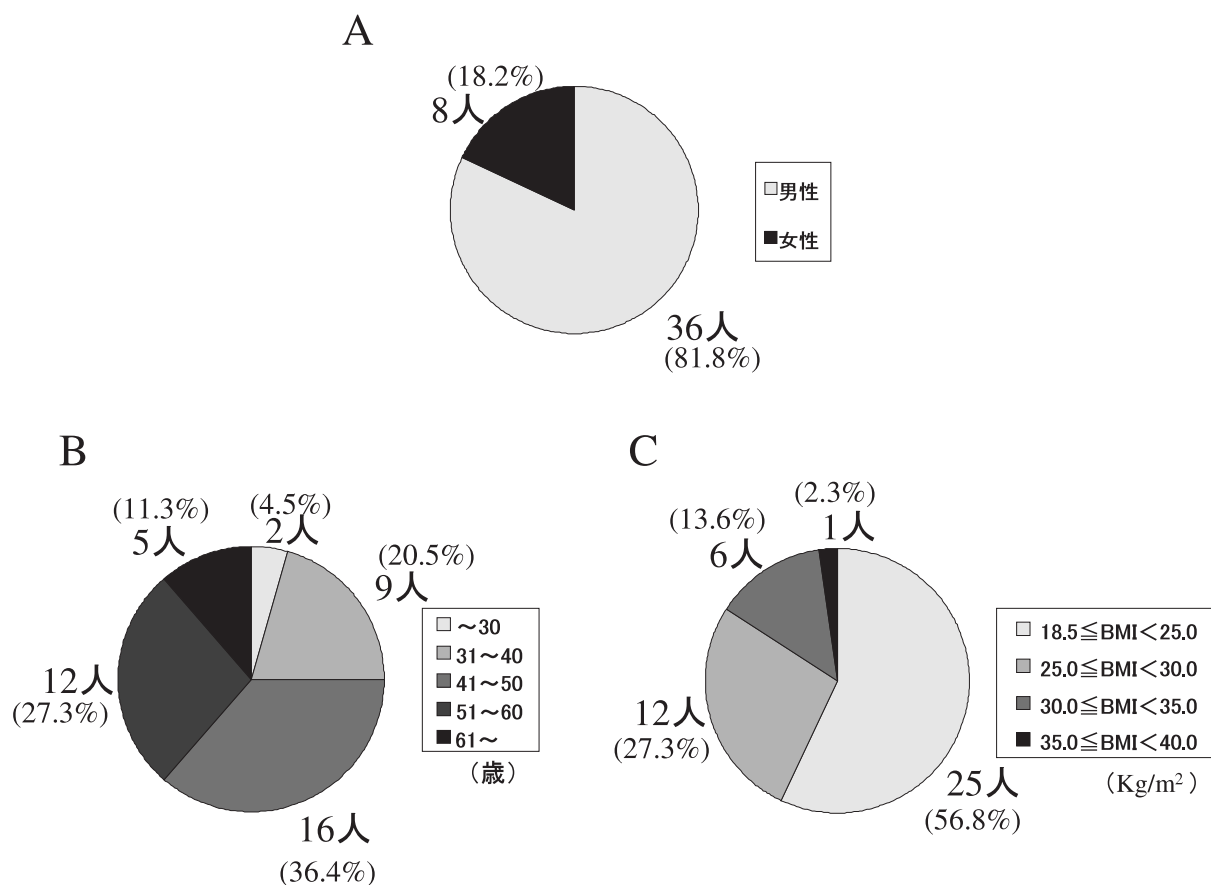 A
(18.2%)
8人
□男性
■女性
36人
(81.8%)
B
(11.3%)
5人
(4.5%)
2人
(20.5%)
9人
12人
(27.3%)
16人
(36.4%)
～30
31～40
41～50
51～60
61～
(歳)
C
(2.3%)
1人
(13.6%)
6人
12人
(27.3%)
25人
(56.8%)
18.5≦BMI＜25.0
25.0≦BMI＜30.0
30.0≦BMI＜35.0
35.0≦BMI＜40.0
(Kg/m²)